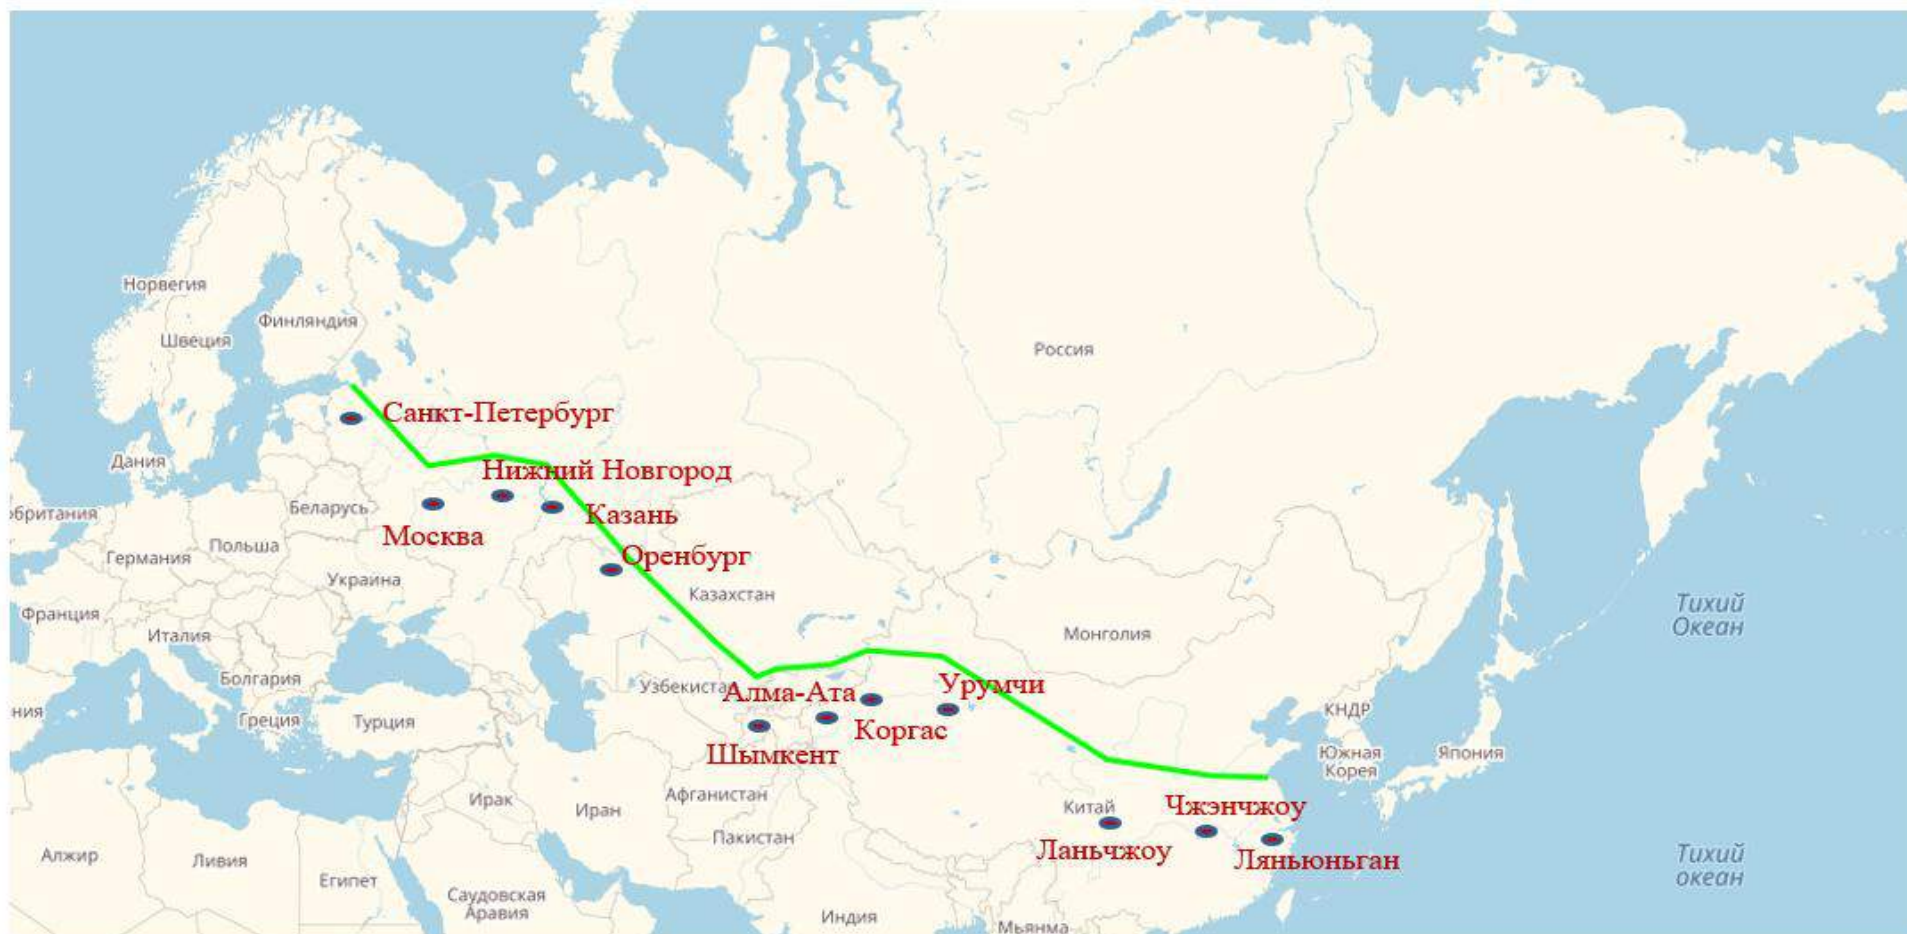 Норвегия
Финляндия
Швеция
Россия
Санкт-Петербург
Дания
Нижний Новгород
Беларусь
обритания
Казань
Москва
Польша
Германия
Оренбург
Украина
Казахстан
Франция
Тихий
Океан
Италия
Монголия
Болгария
Узбекистан
Алма-Ата
Урумчи
ния
Греция
Турция
КНДР
Коргас
Шымкент
Южная
Корея
Япония
Ирак
Иран
Афганистан
Китай
Чжэнчжоу
Пакистан
Ланьчжоу
Ляньюньган
Алжир
Ливия
Тихий
океан
Египет
Саудовская
Аравия
Индия
Мьянма